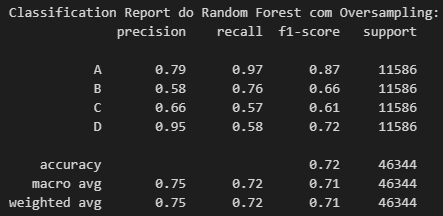 Classification Report do Random Forest com Oversampling:
precision recall f1-score support
A 0.79 0.97 0.87 11586
B 0.58 0.76 0.66 11586
C 0.66 0.57 0.61 11586
D 0.95 0.58 0.72 11586
accuracy 0.72 46344
macro avg 0.75 0.72 0.71 46344
weighted avg 0.75 0.72 0.71 46344